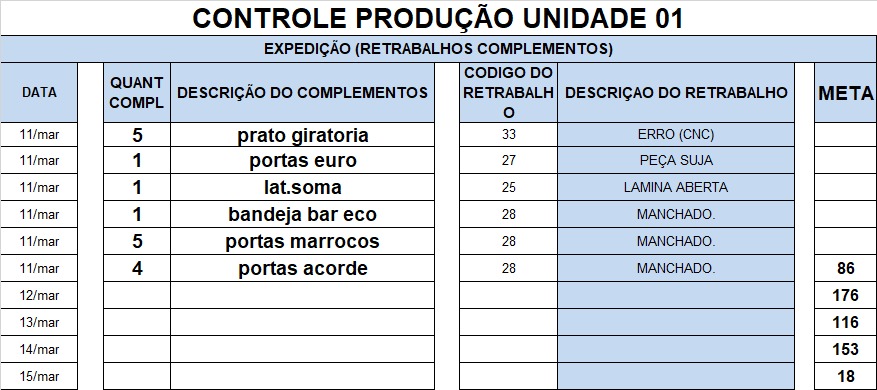 CONTROLE PRODUÇÃO UNIDADE 01
EXPEDIÇÃO (RETRABALHOS COMPLEMENTOS)
DATA QUANT COMPL DESCRIÇÃO DO COMPLEMENTOS CODIGO DO RETRABALHO DESCRIÇAO DO RETRABALHO META
11/mar 5 prato giratoria 33 ERRO (CNC)
11/mar 1 portas euro 27 PEÇA SUJA
11/mar 1 lat.soma 25 LAMINA ABERTA
11/mar 1 bandeja bar eco 28 MANCHADO.
11/mar 5 portas marrocos 28 MANCHADO.
11/mar 4 portas acorde 28 MANCHADO. 86
12/mar 176
13/mar 116
14/mar 153
15/mar 18